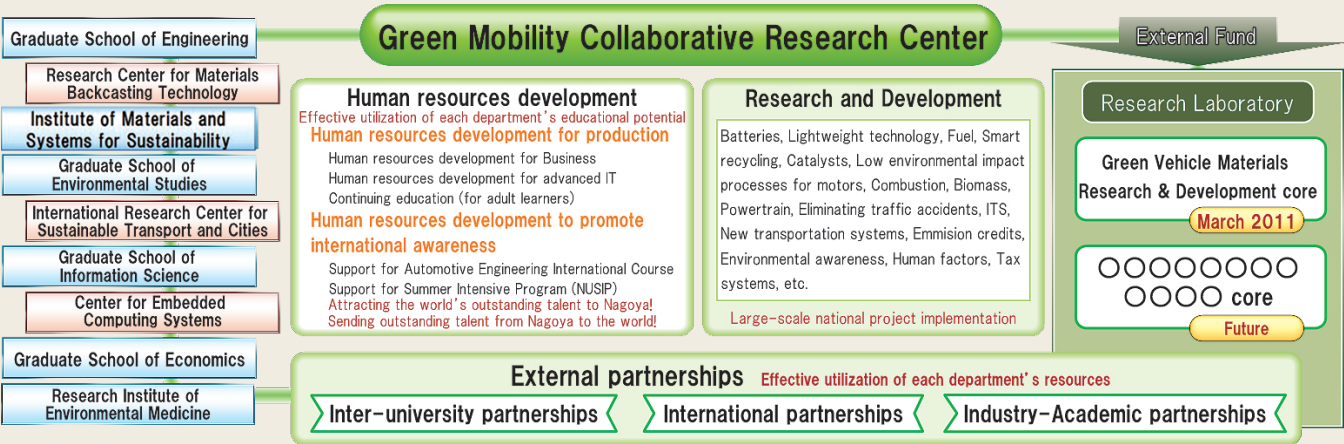 Graduate School of Engineering
Research Center for Materials
Backcasting Technology
Institute of Materials and
Systems for Sustainability
Graduate School of
Environmental Studies
International Research Center for
Sustainable Transport and Cities
Graduate School of
Information Science
Center for Embedded
Computing Systems
Graduate School of Economics
Research Institute of
Environmental Medicine
Green Mobility Collaborative Research Center
Human resources development
Effective utilization of each department's educational potential
Human resources development for production
Human resources development for Business
Human resources development for advanced IT
Continuing education (for adult learners)
Human resources development to promote
international awareness
Support for Automotive Engineering International Course
Support for Summer Intensive Program (NUSIP)
Attracting the world's outstanding talent to Nagoya!
Sending outstanding talent from Nagoya to the world!
Research and Development
Batteries, Lightweight technology, Fuel, Smart
recycling, Catalysts, Low environmental impact
processes for motors, Combustion, Biomass,
Powertrain, Eliminating traffic accidents, ITS,
New transportation systems, Emmision credits,
Environmental awareness, Human factors, Tax
systems, etc.
Large-scale national project implementation
External Fund
Research Laboratory
Green Vehicle Materials
Research & Development core
March 2011
○○○○○○○○
○○○○ core
Future
External partnerships Effective utilization of each department's resources
Inter-university partnerships
International partnerships
Industry-Academic partnerships